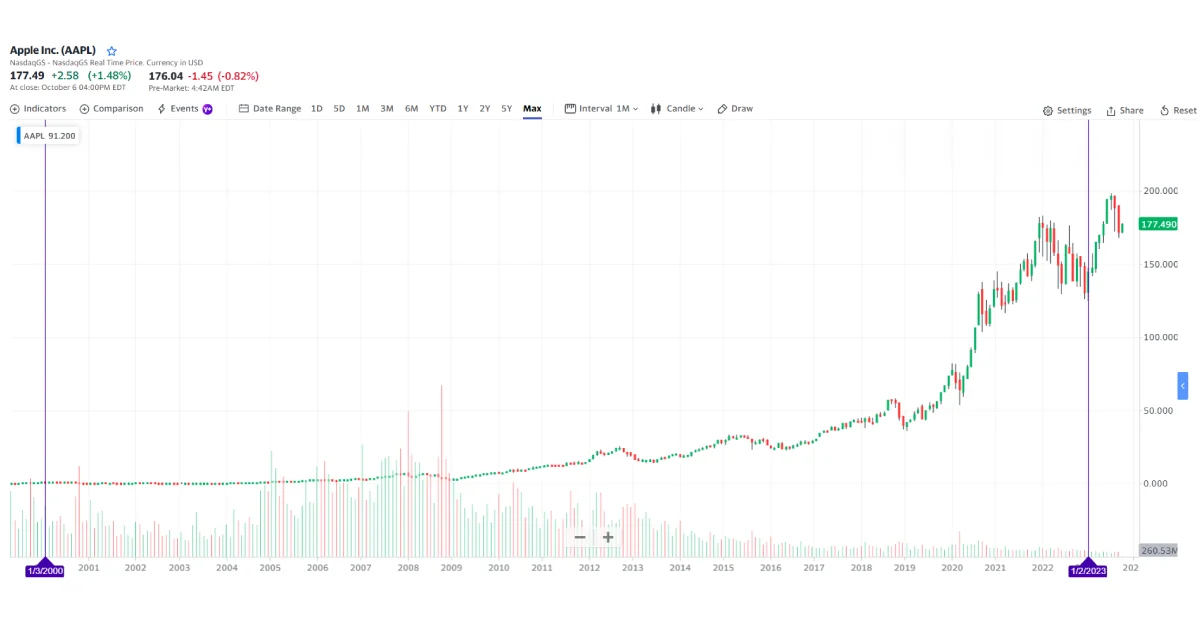 Apple Inc. (AAPL)
NasdaqGS - NasdaqGS Real Time Price. Currency in USD
177.49 +2.58 (+1.48%) 176.04 -1.45 (-0.82%)
At close: October 6 04:00PM EDT Pre-Market: 4:42AM EDT
Indicators Comparison Events Y+ Date Range 1D 5D 1M 3M 6M YTD 1Y 2Y 5Y Max Interval 1M Candle Draw Settings Share Reset
AAPL 91.200
200.000
177.490
150.000
100.000
50.000
0.000
260.53M
1/3/2000 2001 2002 2003 2004 2005 2006 2007 2008 2009 2010 2011 2012 2013 2014 2015 2016 2017 2018 2019 2020 2021 2022 1/2/2023 202